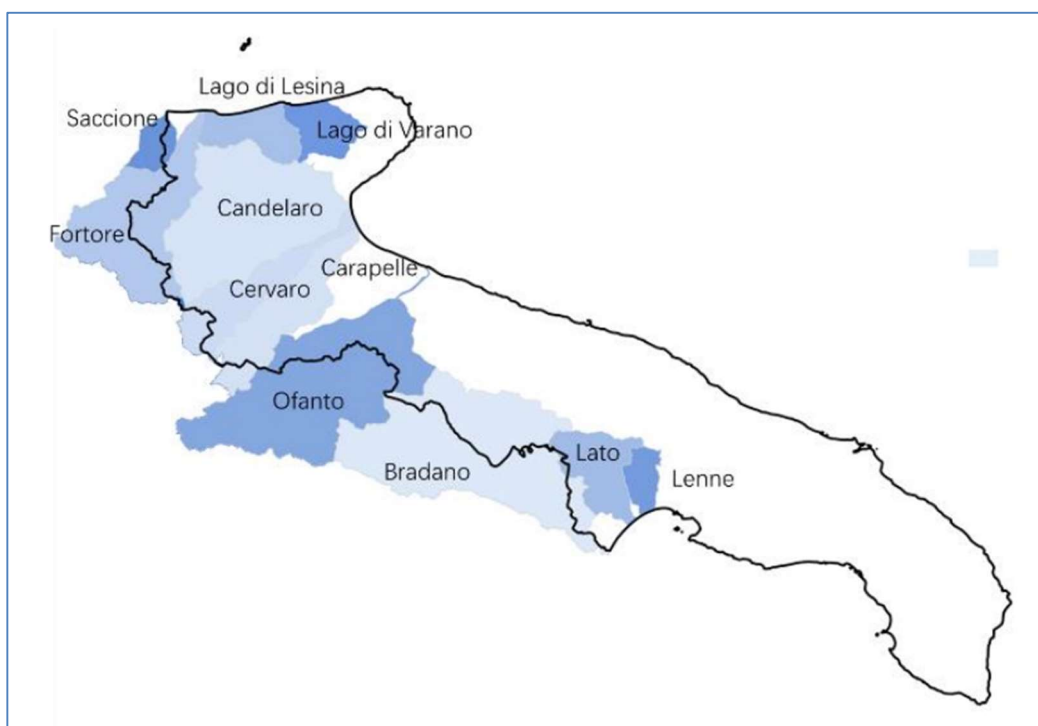 Lago di Lesina
Saccione
Lago di Varano
Candelaro
Fortore
Carapelle
Cervaro
Ofanto
Lato
Bradano
Lenne